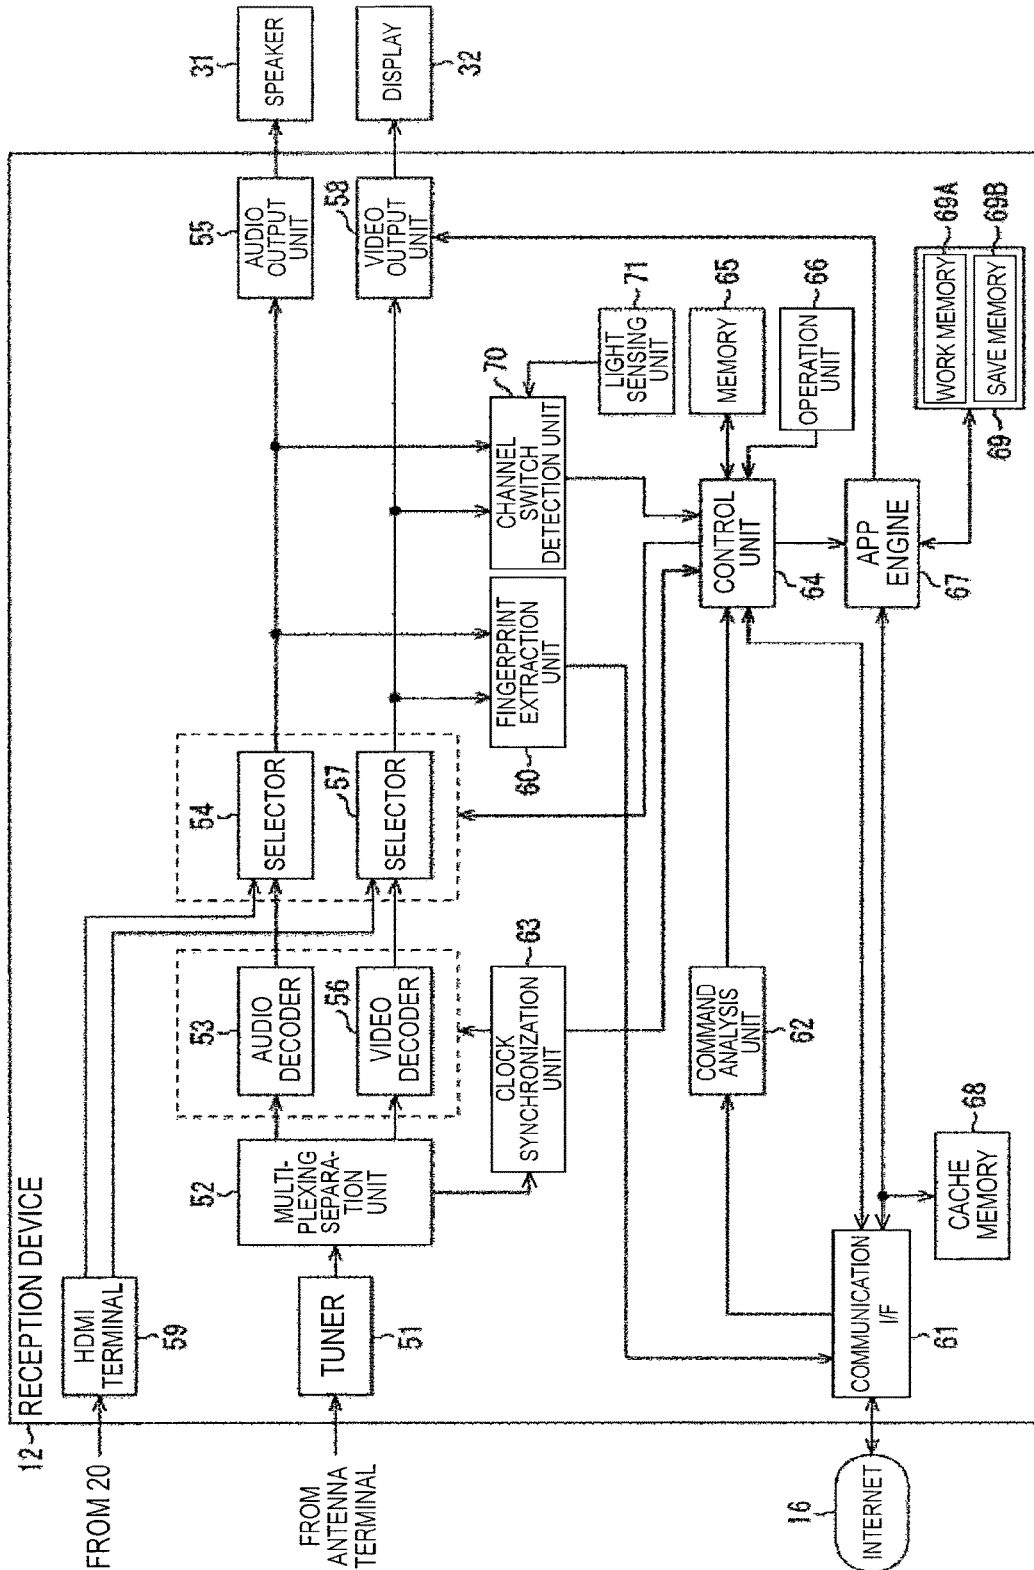 12 RECEPTION DEVICE
FROM 20
HDMI
TERMINAL
59
FROM
ANTENNA
TERMINAL
TUNER
51
52
MULTI-
PLEXING
SEPARA-
TION
UNIT
53
AUDIO
DECODER
56
VIDEO
DECODER
54
SELECTOR
57
SELECTOR
55
AUDIO
OUTPUT
UNIT
58
VIDEO
OUTPUT
UNIT
31
SPEAKER
32
DISPLAY
CLOCK
SYNCHRONIZATION
UNIT
63
FINGERPRINT
EXTRACTION
UNIT
60
CHANNEL
SWITCH
DETECTION UNIT
70
LIGHT
SENSING
UNIT
71
COMMAND
ANALYSIS
UNIT
62
CONTROL
UNIT
64
MEMORY
65
OPERATION
UNIT
66
16
INTERNET
COMMUNICATION
I/F
61
CACHE
MEMORY
68
APP
ENGINE
67
WORK MEMORY
69A
SAVE MEMORY
69B
69